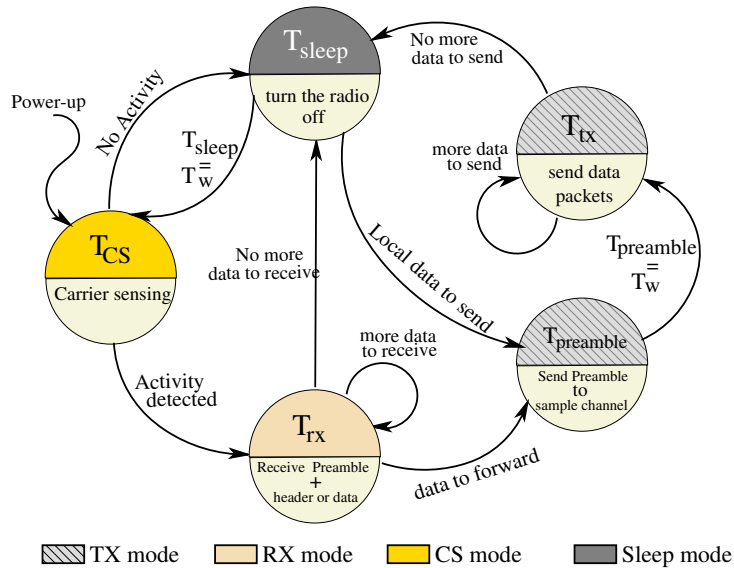 T_sleep
turn the radio
off
No more
data to send
T_tx
send data
packets
more data
to send
Power-up
No Activity
T_sleep
=
T_w
T_CS
Carrier sensing
No more
data to receive
Local data to send
T_preamble
=
T_w
T_preamble
Send Preamble
to
sample channel
more data
to receive
Activity
detected
T_rx
Receive Preamble
+
header or data
data to forward
TX mode
RX mode
CS mode
Sleep mode